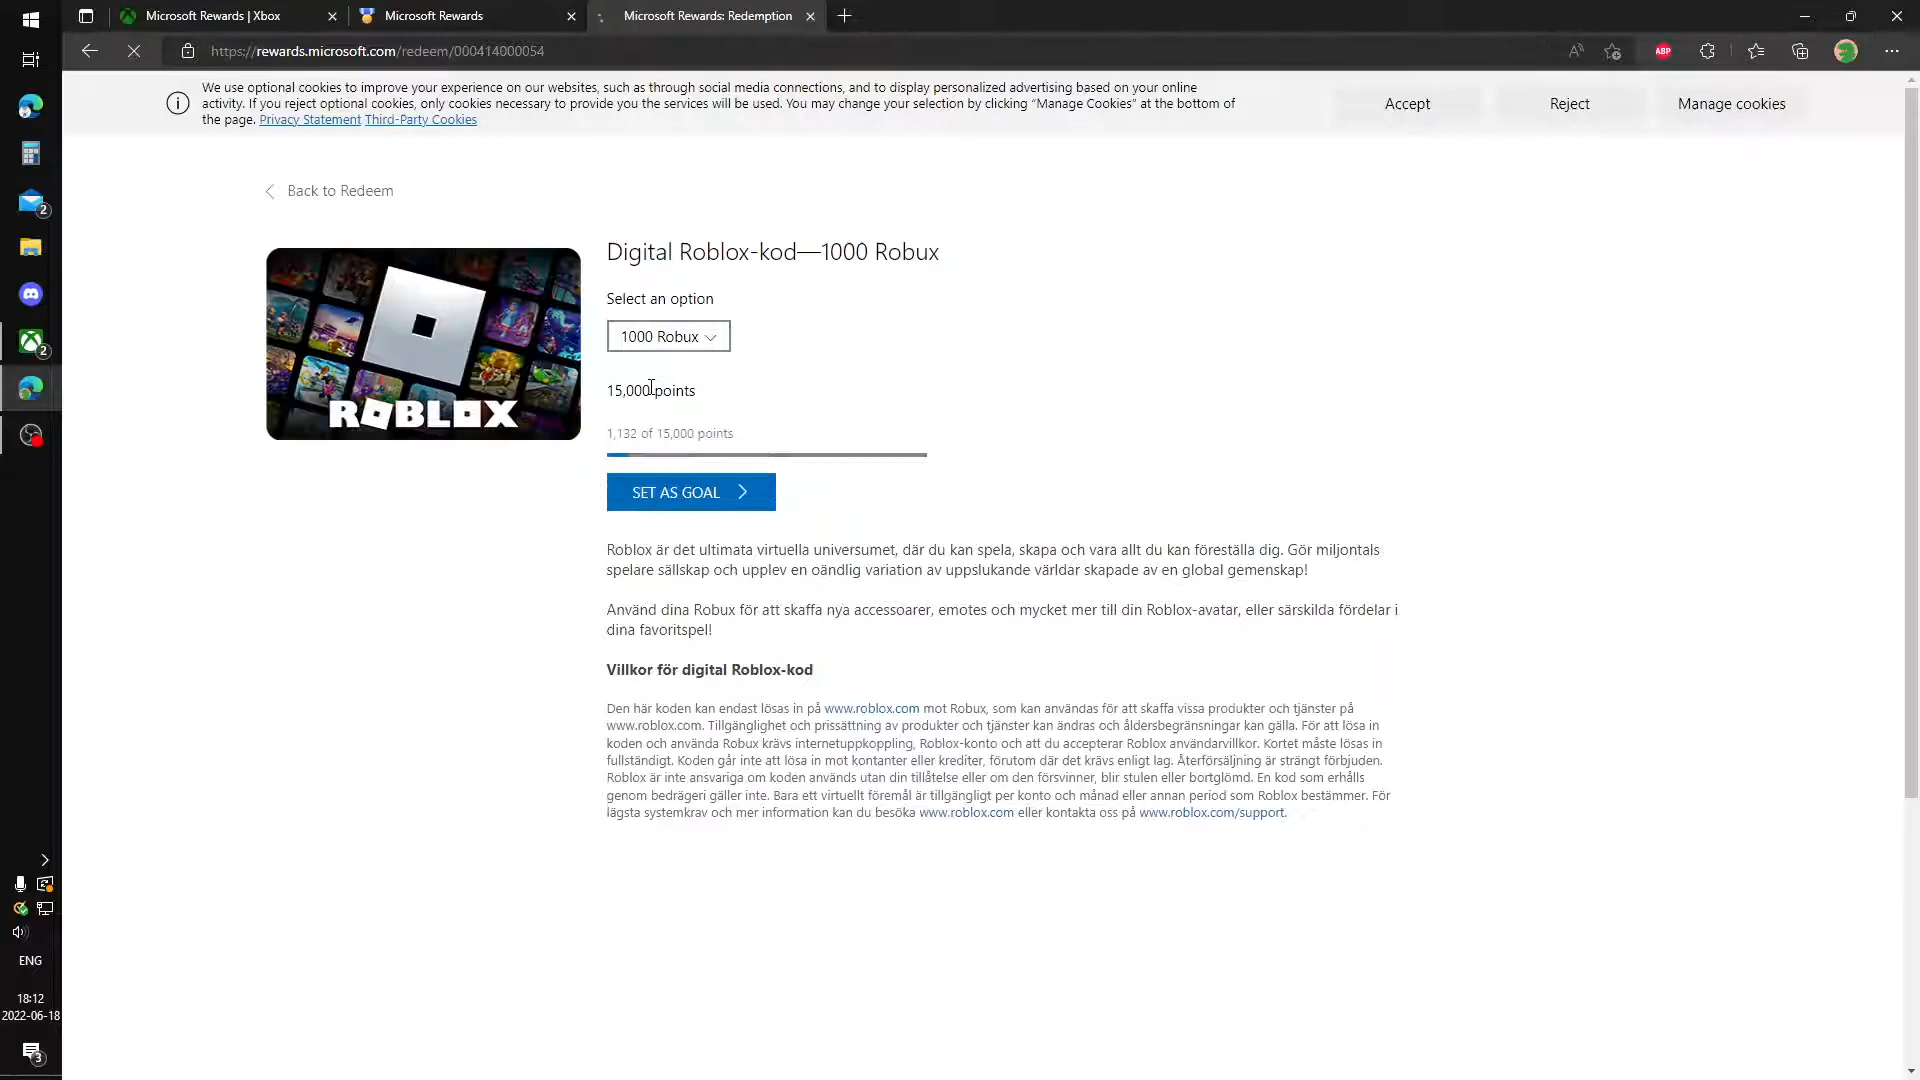 Microsoft Rewards | Xbox
Microsoft Rewards
Microsoft Rewards: Redemption
https://rewards.microsoft.com/redeem/000414000054
ABP
We use optional cookies to improve your experience on our websites, such as through social media connections, and to display personalized advertising based on your online
activity. If you reject optional cookies, only cookies necessary to provide you the services will be used. You may change your selection by clicking “Manage Cookies” at the bottom of
the page. Privacy Statement Third-Party Cookies
Accept
Reject
Manage cookies
Back to Redeem
ROBLOX
Digital Roblox-kod—1000 Robux
Select an option
1000 Robux
15,000 points
1,132 of 15,000 points
SET AS GOAL
Roblox är det ultimata virtuella universumet, där du kan spela, skapa och vara allt du kan föreställa dig. Gör miljontals
spelare sällskap och upplev en oändlig variation av uppslukande världar skapade av en global gemenskap!
Använd dina Robux för att skaffa nya accessoarer, emotes och mycket mer till din Roblox-avatar, eller särskilda fördelar i
dina favoritspel!
Villkor för digital Roblox-kod
Den här koden kan endast lösas in på www.roblox.com mot Robux, som kan användas för att skaffa vissa produkter och tjänster på
www.roblox.com. Tillgänglighet och prissättning av produkter och tjänster kan ändras och åldersbegränsningar kan gälla. För att lösa in
koden och använda Robux krävs internetuppkoppling, Roblox-konto och att du accepterar Roblox användarvillkor. Kortet måste lösas in
fullständigt. Koden går inte att lösa in mot kontanter eller krediter, förutom där det krävs enligt lag. Återförsäljning är strängt förbjuden.
Roblox är inte ansvariga om koden används utan din tillåtelse eller om den försvinner, blir stulen eller bortglömd. En kod som erhålls
genom bedrägeri gäller inte. Bara ett virtuellt föremål är tillgängligt per konto och månad eller annan period som Roblox bestämmer. För
lägsta systemkrav och mer information kan du besöka www.roblox.com eller kontakta oss på www.roblox.com/support.
2
2
ENG
18:12
2022-06-18
3